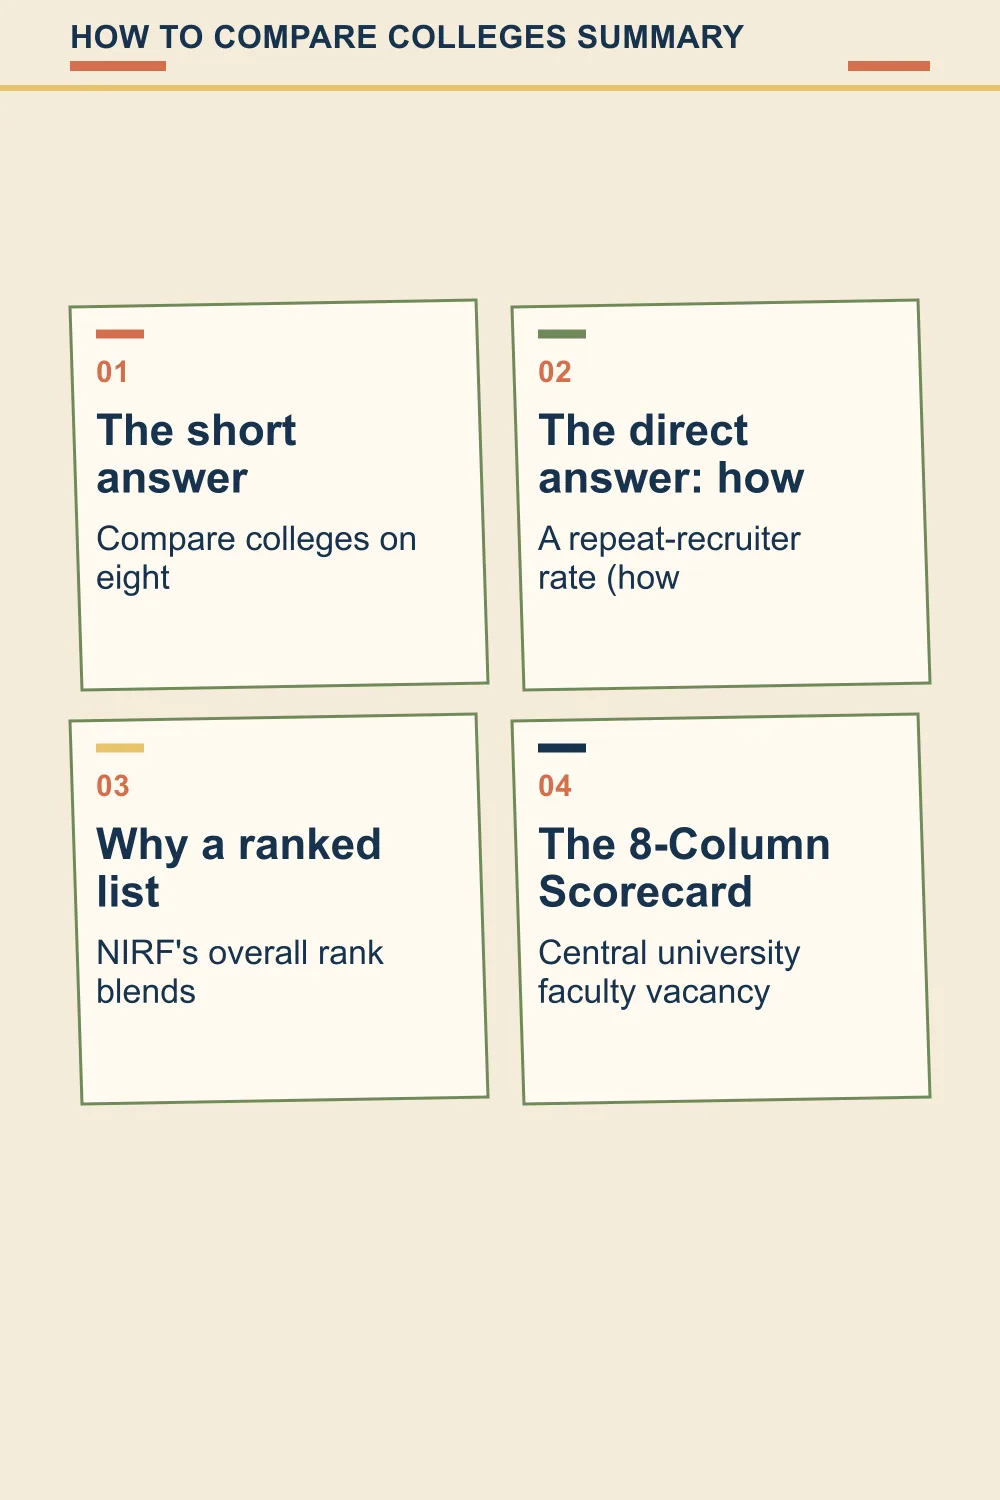 HOW TO COMPARE COLLEGES SUMMARY
01
The short
answer
Compare colleges on
eight
02
The direct
answer: how
A repeat-recruiter
rate (how
03
Why a ranked
list
NIRF's overall rank
blends
04
The 8-Column
Scorecard
Central university
faculty vacancy